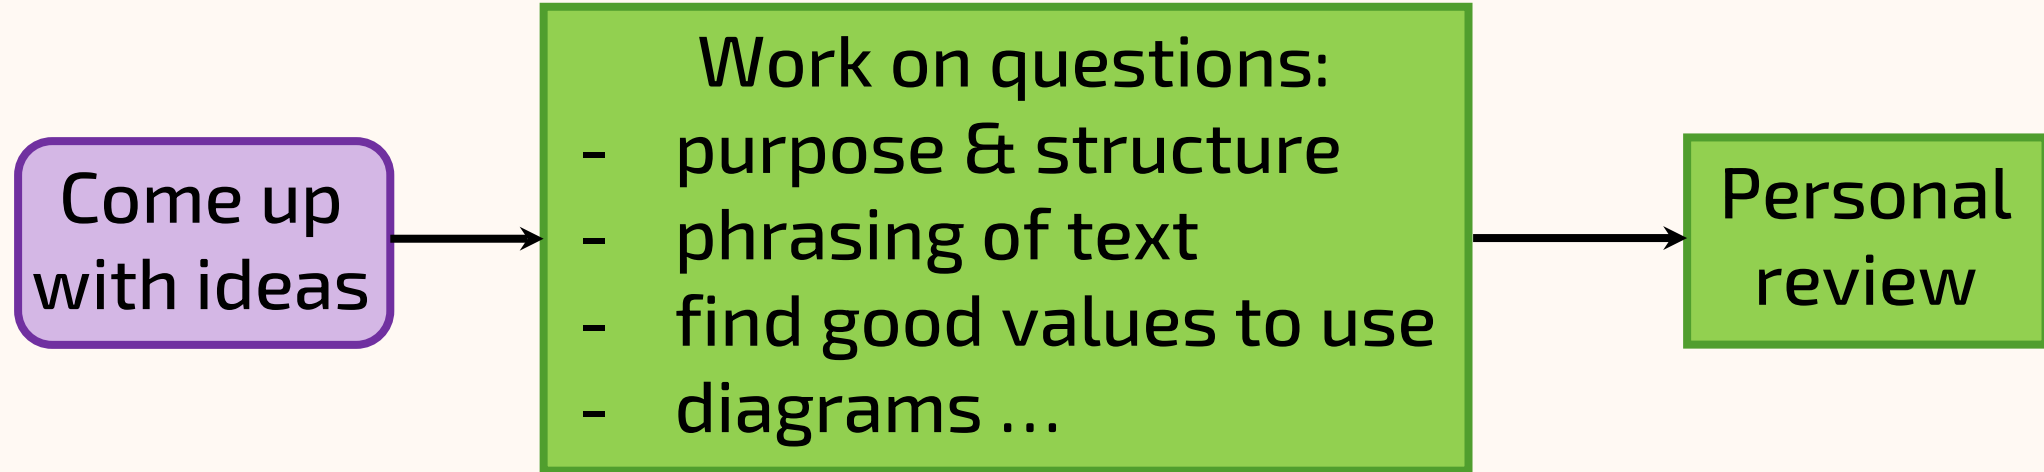 Come up
with ideas
Work on questions:
- purpose & structure
- phrasing of text
- find good values to use
- diagrams …
Personal
review